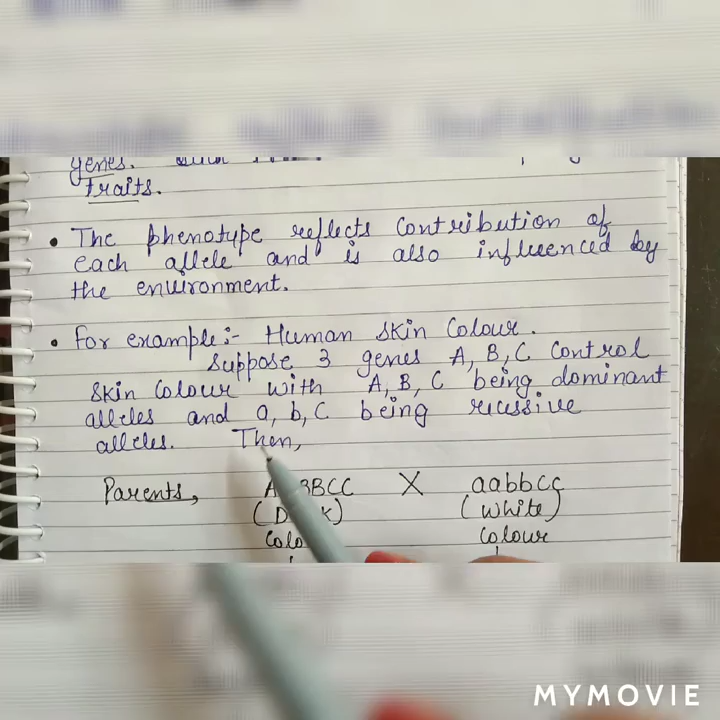 genes.
traits.
• The phenotype reflects contribution of
each allele and is also influenced by
the environment.
• For example:- Human Skin Colour.
Suppose 3 genes A, B, C control
skin colour with A, B, C being dominant
alleles and a, b, c being recessive
alleles. Then,
Parents, BBCC X aabbcc
(White)
Colour
MYMOVIE